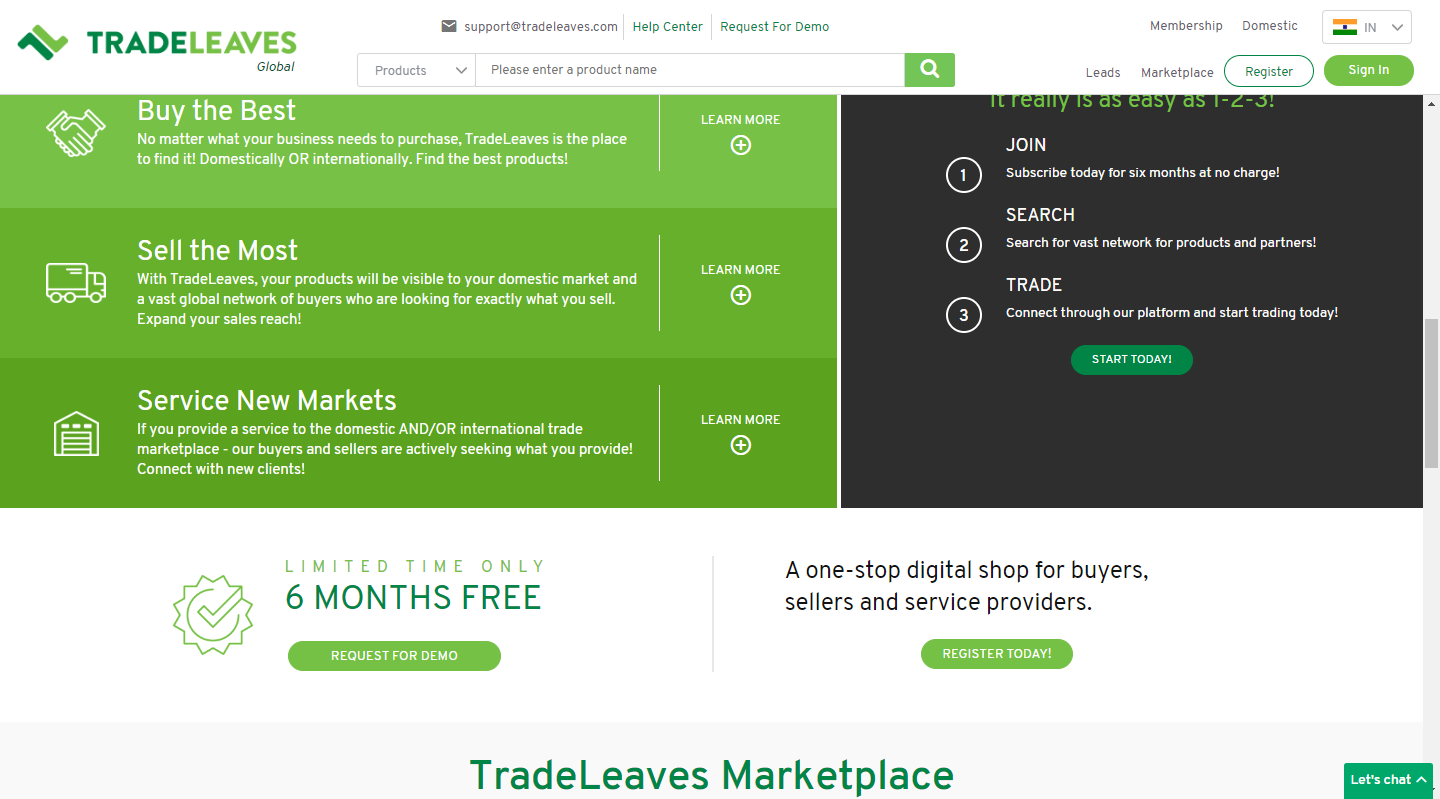 TRADELEAVES
Global
support@tradeleaves.com
Help Center
Request For Demo
Membership
Domestic
IN
Products
Please enter a product name
Leads
Marketplace
Register
Sign In
Buy the Best
No matter what your business needs to purchase, TradeLeaves is the place
to find it! Domestically OR internationally. Find the best products!
LEARN MORE
Sell the Most
With TradeLeaves, your products will be visible to your domestic market and
a vast global network of buyers who are looking for exactly what you sell.
Expand your sales reach!
LEARN MORE
Service New Markets
If you provide a service to the domestic AND/OR international trade
marketplace - our buyers and sellers are actively seeking what you provide!
Connect with new clients!
LEARN MORE
It really is as easy as 1-2-3!
JOIN
1
Subscribe today for six months at no charge!
SEARCH
2
Search for vast network for products and partners!
TRADE
3
Connect through our platform and start trading today!
START TODAY!
LIMITED TIME ONLY
6 MONTHS FREE
REQUEST FOR DEMO
A one-stop digital shop for buyers,
sellers and service providers.
REGISTER TODAY!
TradeLeaves Marketplace
Let's chat